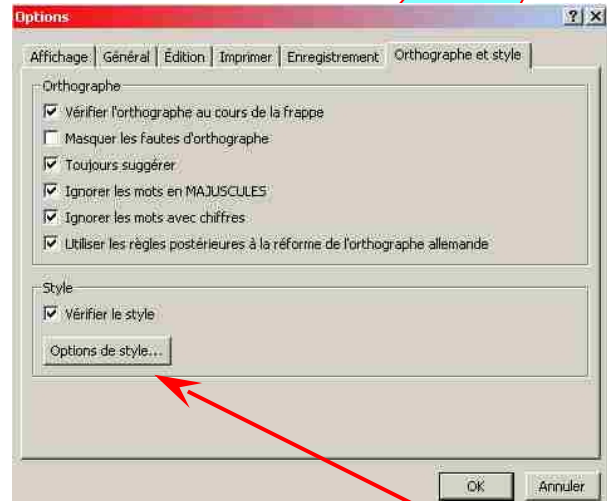 Options
Affichage Général Édition Imprimer Enregistrement Orthographe et style
Orthographe
Vérifier l'orthographe au cours de la frappe
Masquer les fautes d'orthographe
Toujours suggérer
Ignorer les mots en MAJUSCULES
Ignorer les mots avec chiffres
Utiliser les règles postérieures à la réforme de l'orthographe allemande
Style
Vérifier le style
Options de style...
OK Annuler